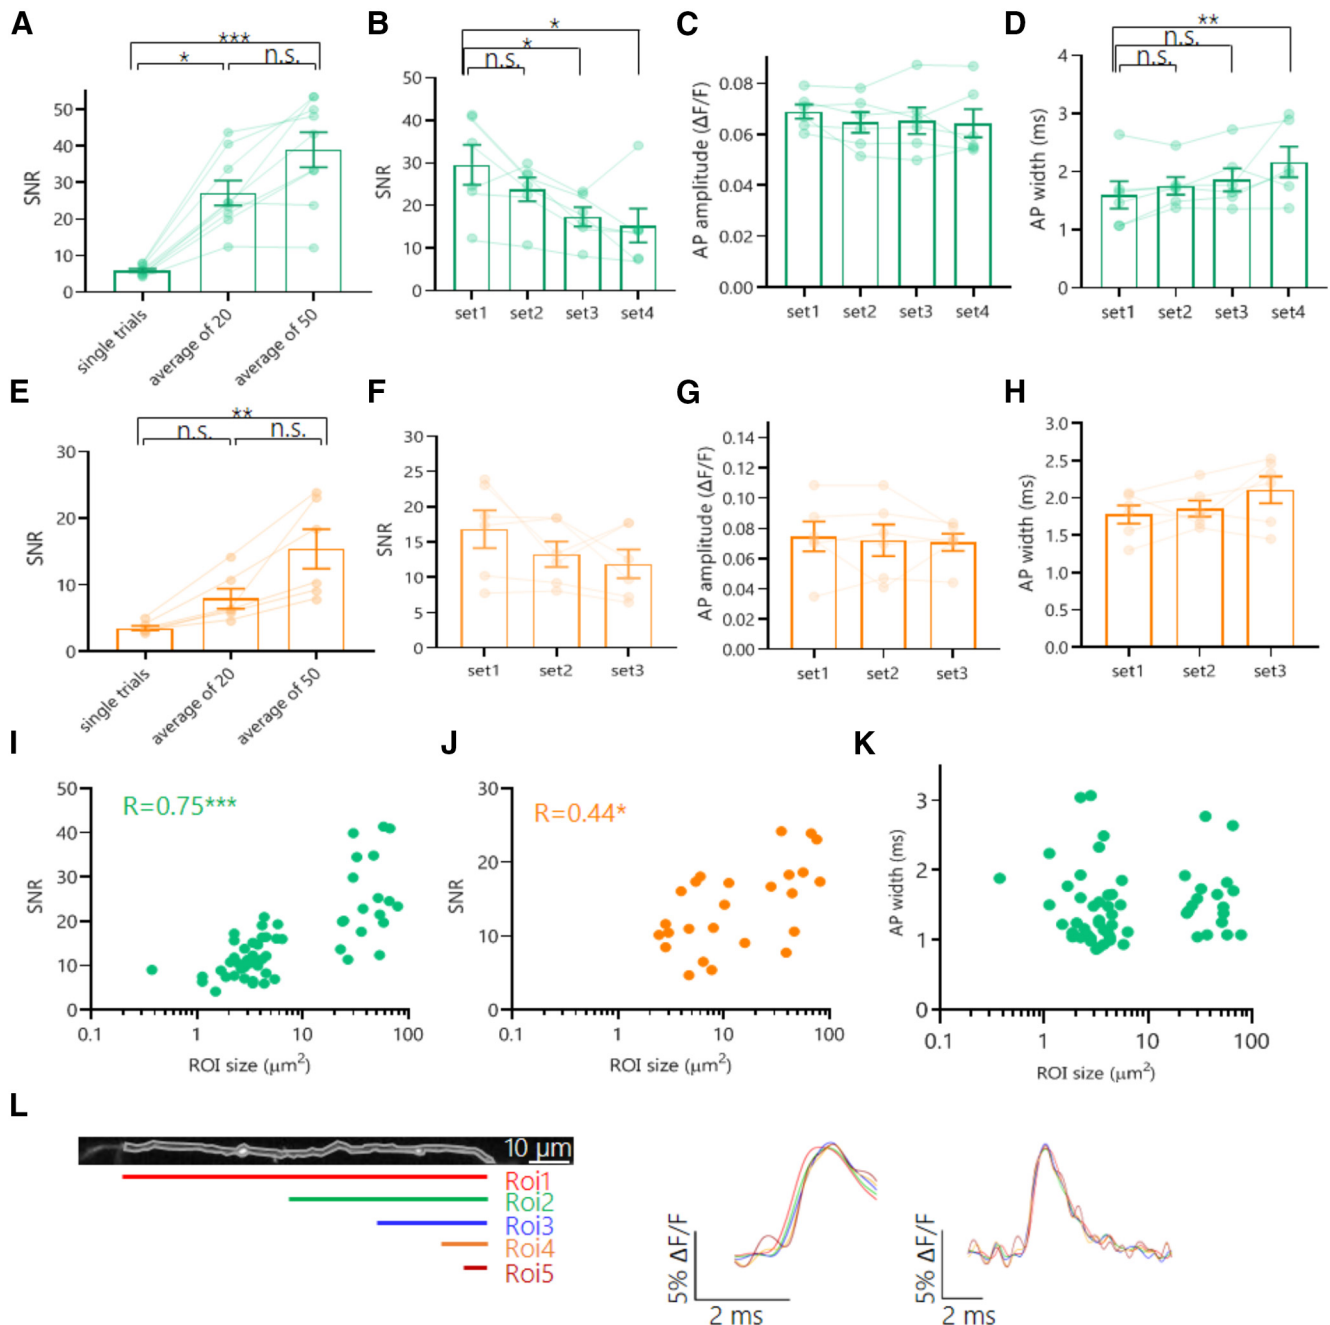 A
B
C
D
***
*
n.s.
SNR
50
40
30
20
10
0
single trials
average of 20
average of 50
*
*
n.s.
SNR
50
40
30
20
10
0
set1 set2 set3 set4
AP amplitude (ΔF/F)
0.08
0.06
0.04
0.02
0.00
set1 set2 set3 set4
**
n.s.
n.s.
AP width (ms)
4
3
2
1
0
set1 set2 set3 set4
E
F
G
H
**
n.s. n.s.
SNR
30
20
10
0
single trials
average of 20
average of 50
SNR
30
25
20
15
10
5
0
set1 set2 set3
AP amplitude (ΔF/F)
0.14
0.12
0.10
0.08
0.06
0.04
0.02
0.00
set1 set2 set3
AP width (ms)
3.0
2.5
2.0
1.5
1.0
0.5
0.0
set1 set2 set3
I
J
K
R=0.75***
SNR
50
40
30
20
10
0
0.1 1 10 100
ROI size (μm²)
R=0.44*
SNR
30
20
10
0
0.1 1 10 100
ROI size (μm²)
AP width (ms)
3
2
1
0
0.1 1 10 100
ROI size (μm²)
L
10 μm
Roi1
Roi2
Roi3
Roi4
Roi5
5% ΔF/F
2 ms
5% ΔF/F
2 ms